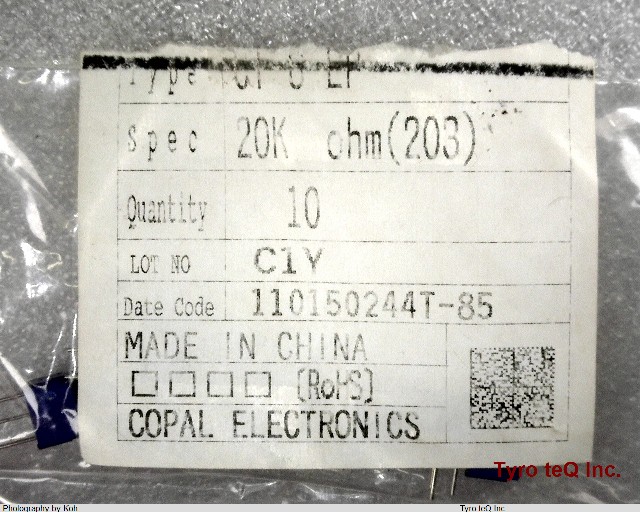 Type
Spec 20K ohm(203)
Quantity 10
LOT NO C1Y
Date Code 110150244T-85
MADE IN CHINA
□□□□ (RoHS)
COPAL ELECTRONICS
Tyro teQ Inc.
Photography by Koh Tyro teQ Inc